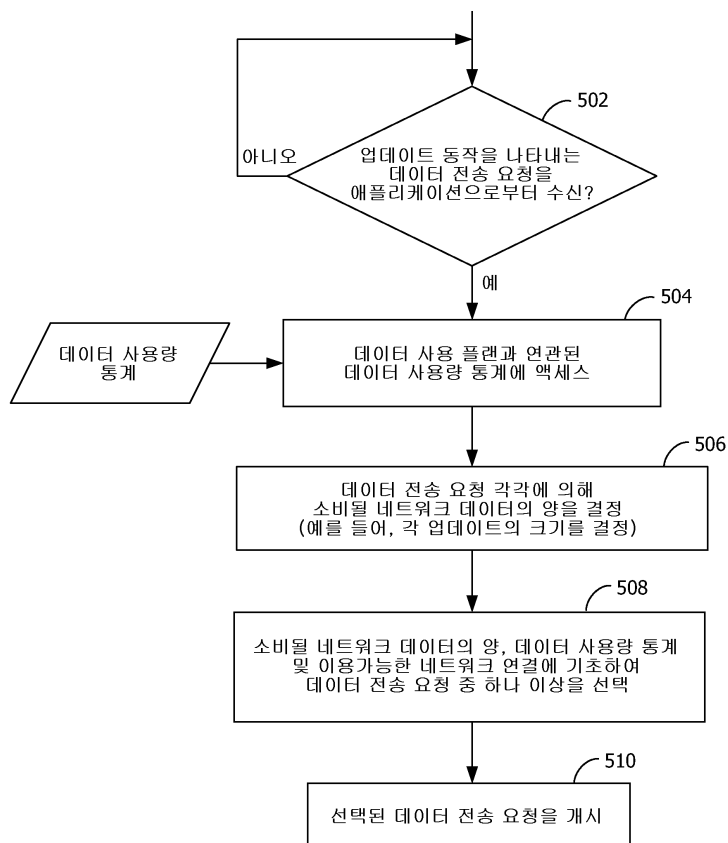 502
업데이트 동작을 나타내는
데이터 전송 요청을
애플리케이션으로부터 수신?
아니오
예
504
데이터 사용량
통계
데이터 사용 플랜과 연관된
데이터 사용량 통계에 액세스
506
데이터 전송 요청 각각에 의해
소비될 네트워크 데이터의 양을 결정
(예를 들어, 각 업데이트의 크기를 결정)
508
소비될 네트워크 데이터의 양, 데이터 사용량 통계
및 이용가능한 네트워크 연결에 기초하여
데이터 전송 요청 중 하나 이상을 선택
510
선택된 데이터 전송 요청을 개시